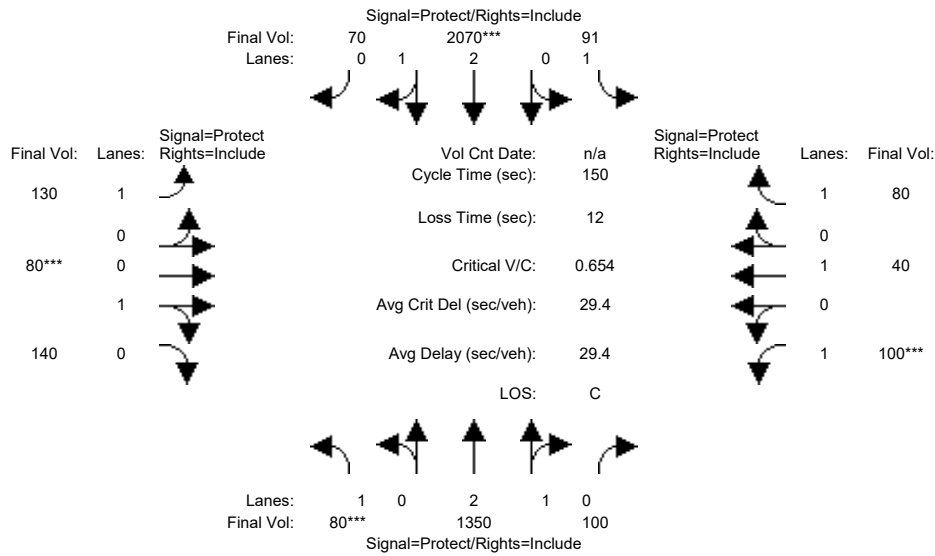 Signal=Protect/Rights=Include
Final Vol: 70 2070*** 91
Lanes: 0 1 2 0 1
Signal=Protect
Final Vol: Lanes: Rights=Include
Vol Cnt Date: n/a
Signal=Protect
Rights=Include Lanes: Final Vol:
Cycle Time (sec): 150
130 1
1 80
Loss Time (sec): 12
0
0
80*** 0
Critical V/C: 0.654
1 40
1
Avg Crit Del (sec/veh): 29.4
0
140 0
Avg Delay (sec/veh): 29.4
1 100***
LOS: C
Lanes: 1 0 2 1 0
Final Vol: 80*** 1350 100
Signal=Protect/Rights=Include